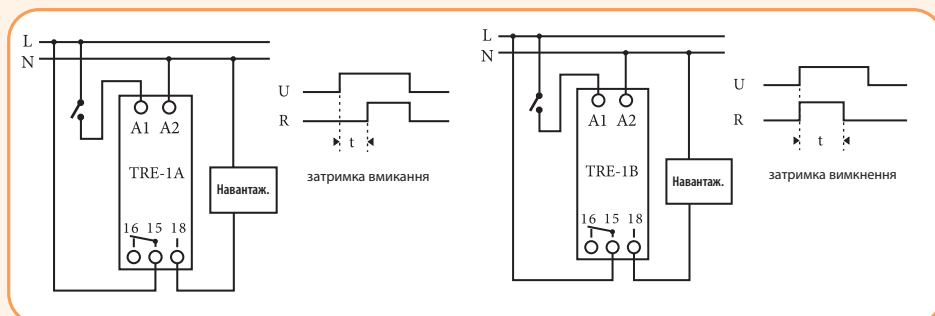 L
N
A1 A2
TRE-1A
Навантаж.
16 15 18
U
R
t
затримка вмикання
L
N
A1 A2
TRE-1B
Навантаж.
16 15 18
U
R
t
затримка вимкнення